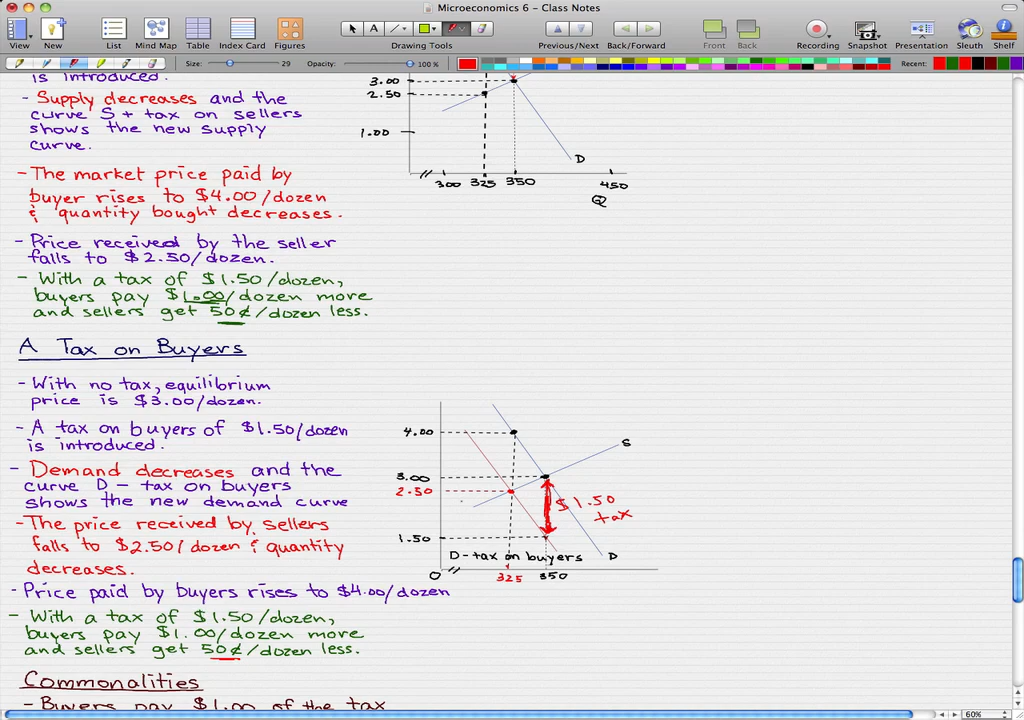 Microeconomics 6 – Class Notes
View New List Mind Map Table Index Card Figures Drawing Tools Previous/Next Back/Forward Front Back Recording Snapshot Presentation Sleuth Shelf
Size: 29 Opacity: 100 % Recent:
is introduced.
- Supply decreases and the
curve S + tax on sellers
shows the new supply
curve.
- The market price paid by
buyer rises to $4.00/dozen
& quantity bought decreases.
- Price received by the seller
falls to $2.50/dozen.
- With a tax of $1.50/dozen,
buyers pay $1.00/dozen more
and sellers get 50¢/dozen less.
3.00
2.50
1.00
D
300 325 350 450
Q
A Tax on Buyers
- With no tax, equilibrium
price is $3.00/dozen.
- A tax on buyers of $1.50/dozen
is introduced.
- Demand decreases and the
curve D - tax on buyers
shows the new demand curve
- The price received by sellers
falls to $2.50/dozen & quantity
decreases.
- Price paid by buyers rises to $4.00/dozen
- With a tax of $1.50/dozen,
buyers pay $1.00/dozen more
and sellers get 50¢/dozen less.
4.00
S
3.00
2.50
$1.50
tax
1.50
D - tax on buyers
D
0 325 350
Commonalities
- Buyers pay $1.00 of the tax
60%